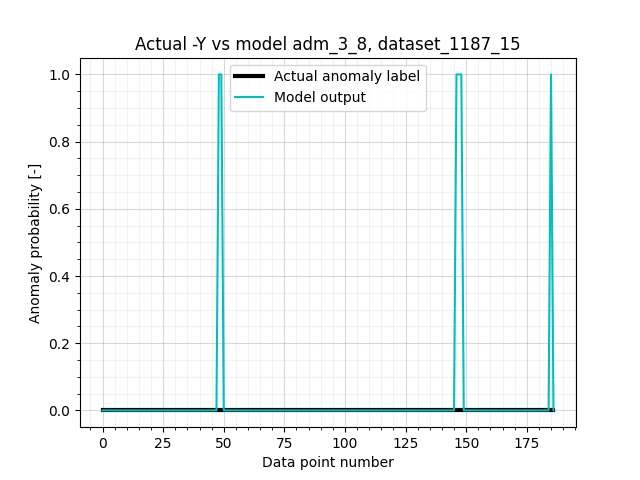 Actual -Y vs model adm_3_8, dataset_1187_15
Actual anomaly label
Model output
Anomaly probability [-]
1.0
0.8
0.6
0.4
0.2
0.0
0 25 50 75 100 125 150 175
Data point number